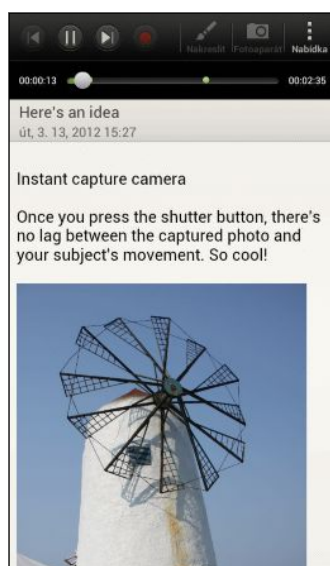 Nakreslit Fotoaparát Nabídka
00:00:13 00:02:35
Here's an idea
út, 3. 13, 2012 15:27
Instant capture camera
Once you press the shutter button, there's
no lag between the captured photo and
your subject's movement. So cool!